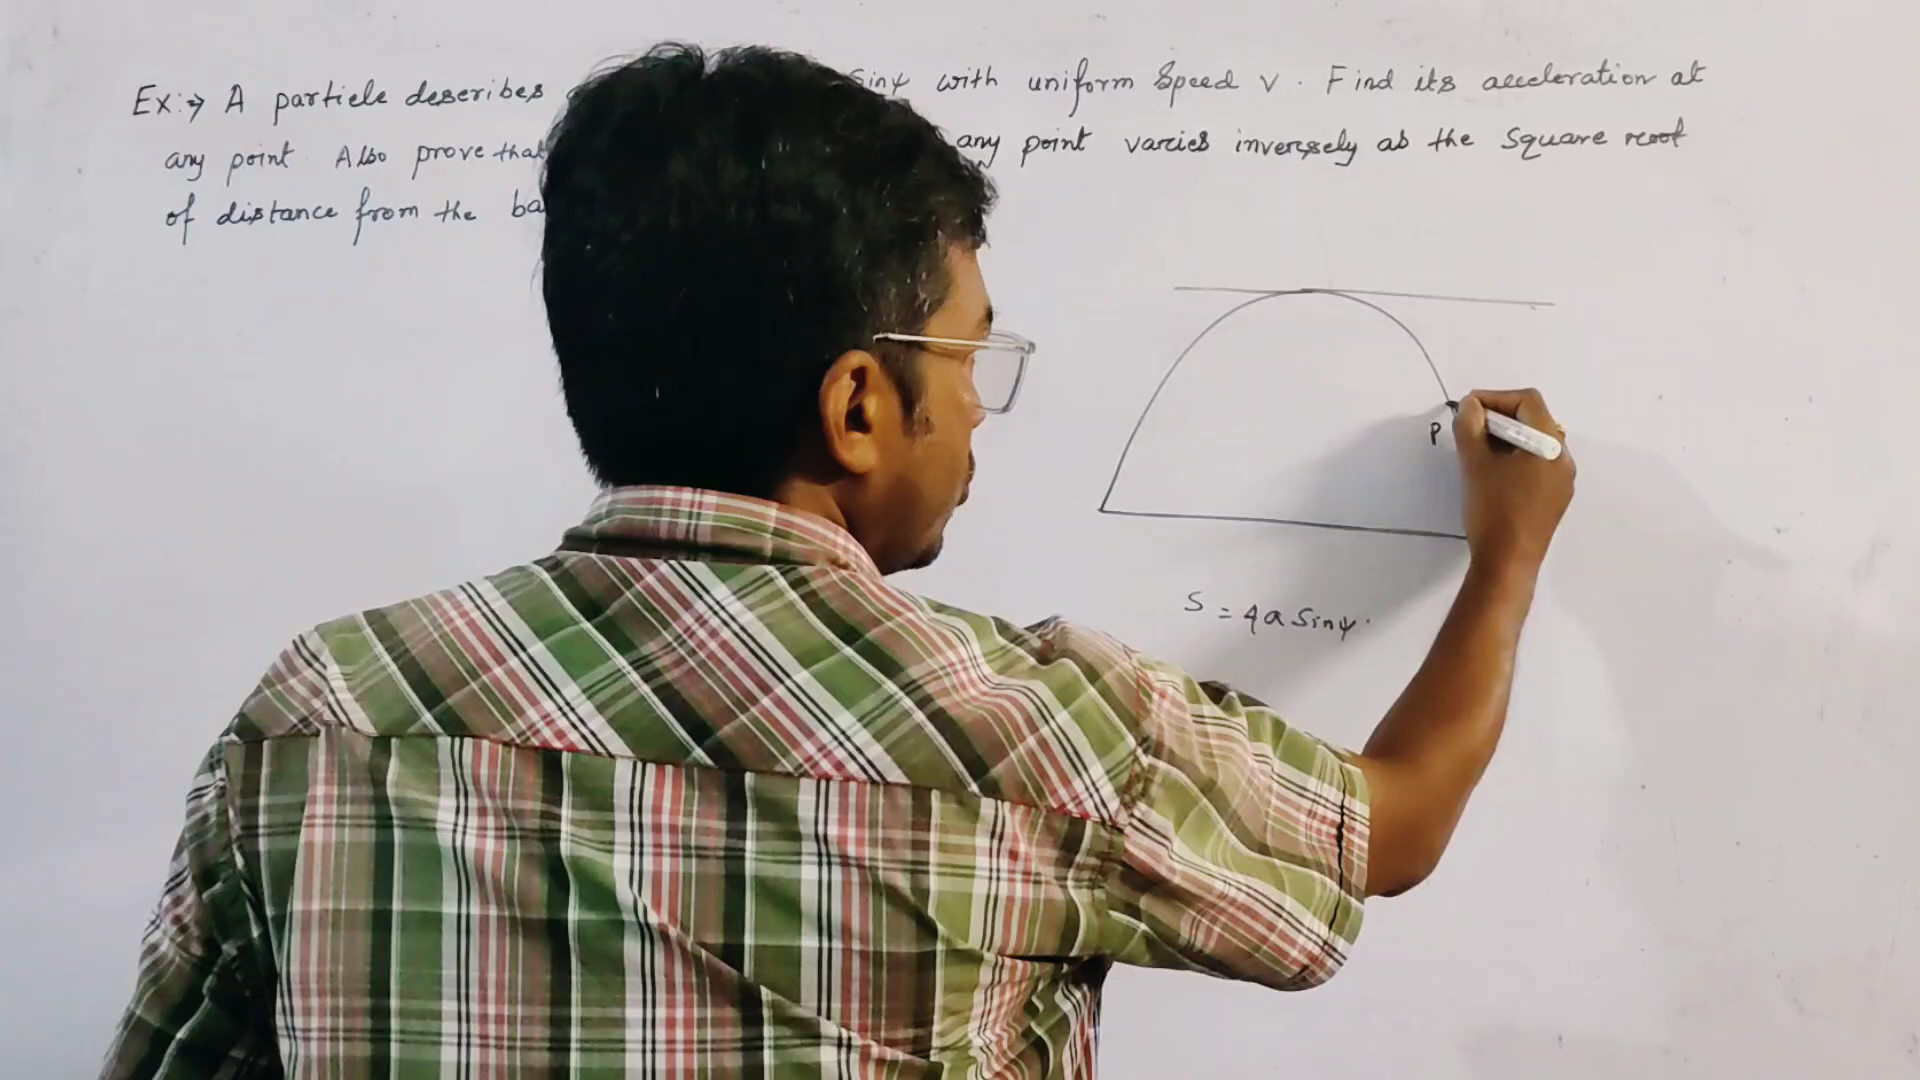 Ex:→ A particle describes Sinψ with uniform Speed v. Find its acceleration at
any point Also prove that any point varies inversely as the Square root
of distance from the ba
P
S = 4a Sinψ.